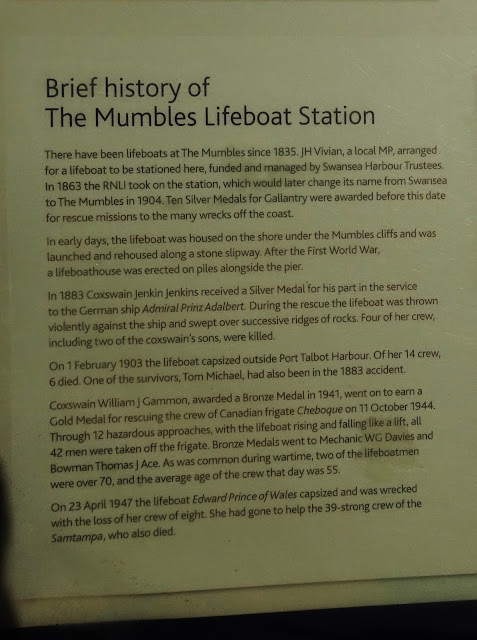 Brief history of
The Mumbles Lifeboat Station
There have been lifeboats at The Mumbles since 1835. JH Vivian, a local MP, arranged
for a lifeboat to be stationed here, funded and managed by Swansea Harbour Trustees.
In 1863 the RNLI took on the station, which would later change its name from Swansea
to The Mumbles in 1904. Ten Silver Medals for Gallantry were awarded before this date
for rescue missions to the many wrecks off the coast.
In early days, the lifeboat was housed on the shore under the Mumbles cliffs and was
launched and rehoused along a stone slipway. After the First World War,
a lifeboathouse was erected on piles alongside the pier.
In 1883 Coxswain Jenkin Jenkins received a Silver Medal for his part in the service
to the German ship Admiral Prinz Adalbert. During the rescue the lifeboat was thrown
violently against the ship and swept over successive ridges of rocks. Four of her crew,
including two of the coxswain's sons, were killed.
On 1 February 1903 the lifeboat capsized outside Port Talbot Harbour. Of her 14 crew,
6 died. One of the survivors, Tom Michael, had also been in the 1883 accident.
Coxswain William J Gammon, awarded a Bronze Medal in 1941, went on to earn a
Gold Medal for rescuing the crew of Canadian frigate Cheboque on 11 October 1944.
Through 12 hazardous approaches, with the lifeboat rising and falling like a lift, all
42 men were taken off the frigate. Bronze Medals went to Mechanic WG Davies and
Bowman Thomas J Ace. As was common during wartime, two of the lifeboatmen
were over 70, and the average age of the crew that day was 55.
On 23 April 1947 the lifeboat Edward Prince of Wales capsized and was wrecked
with the loss of her crew of eight. She had gone to help the 39-strong crew of the
Samtampa, who also died.